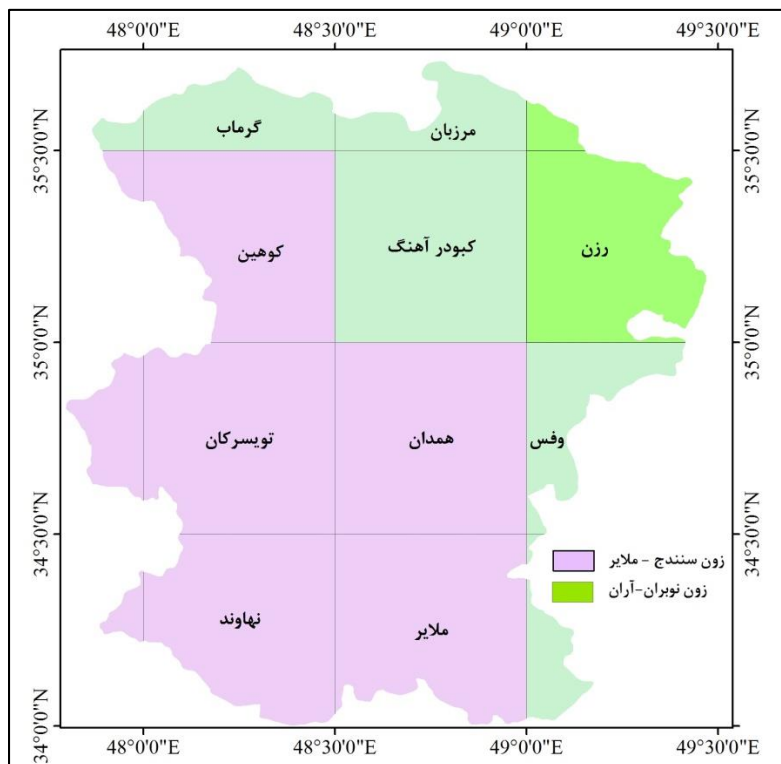 48°0'0"E
48°30'0"E
49°0'0"E
49°30'0"E
35°30'0"N
35°30'0"N
گرماب
مرزبان
کوهین
کبودر آهنگ
رزن
35°0'0"N
35°0'0"N
تویسرکان
همدان
وفس
34°30'0"N
34°30'0"N
زون سنندج - ملایر
زون نوبران-آران
نهاوند
ملایر
34°0'0"N
34°0'0"N
48°0'0"E
48°30'0"E
49°0'0"E
49°30'0"E